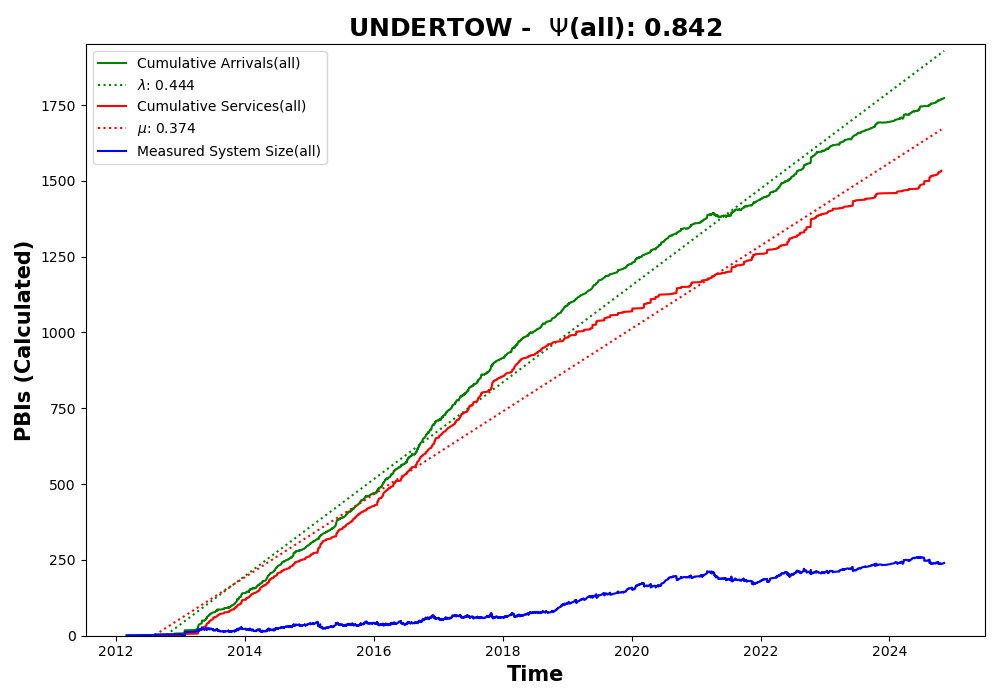 UNDERTOW - Ψ(all): 0.842
Cumulative Arrivals(all)
λ: 0.444
Cumulative Services(all)
μ: 0.374
Measured System Size(all)
PBIs (Calculated)
1750
1500
1250
1000
750
500
250
0
2012 2014 2016 2018 2020 2022 2024
Time